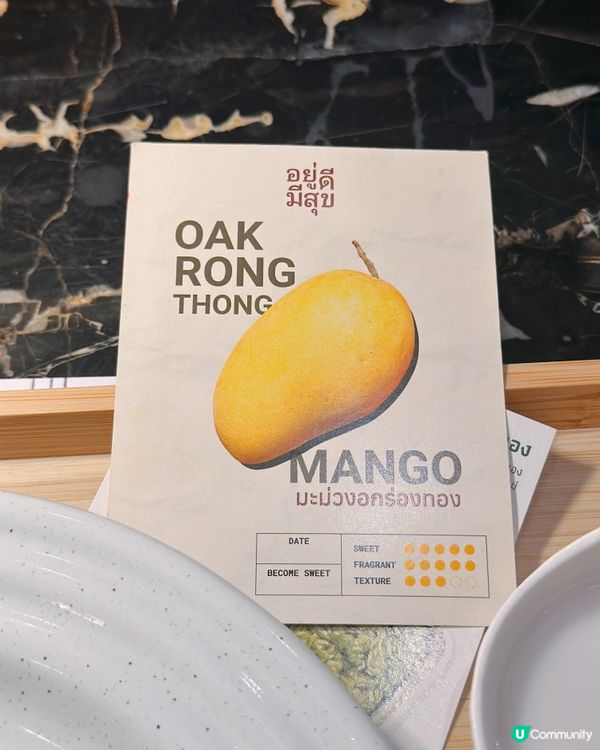 อยู่ดี
มีสุข
OAK
RONG
THONG
MANGO
มะม่วงอกร่องทอง
DATE
BECOME SWEET
SWEET
FRAGRANT
TEXTURE
U Community